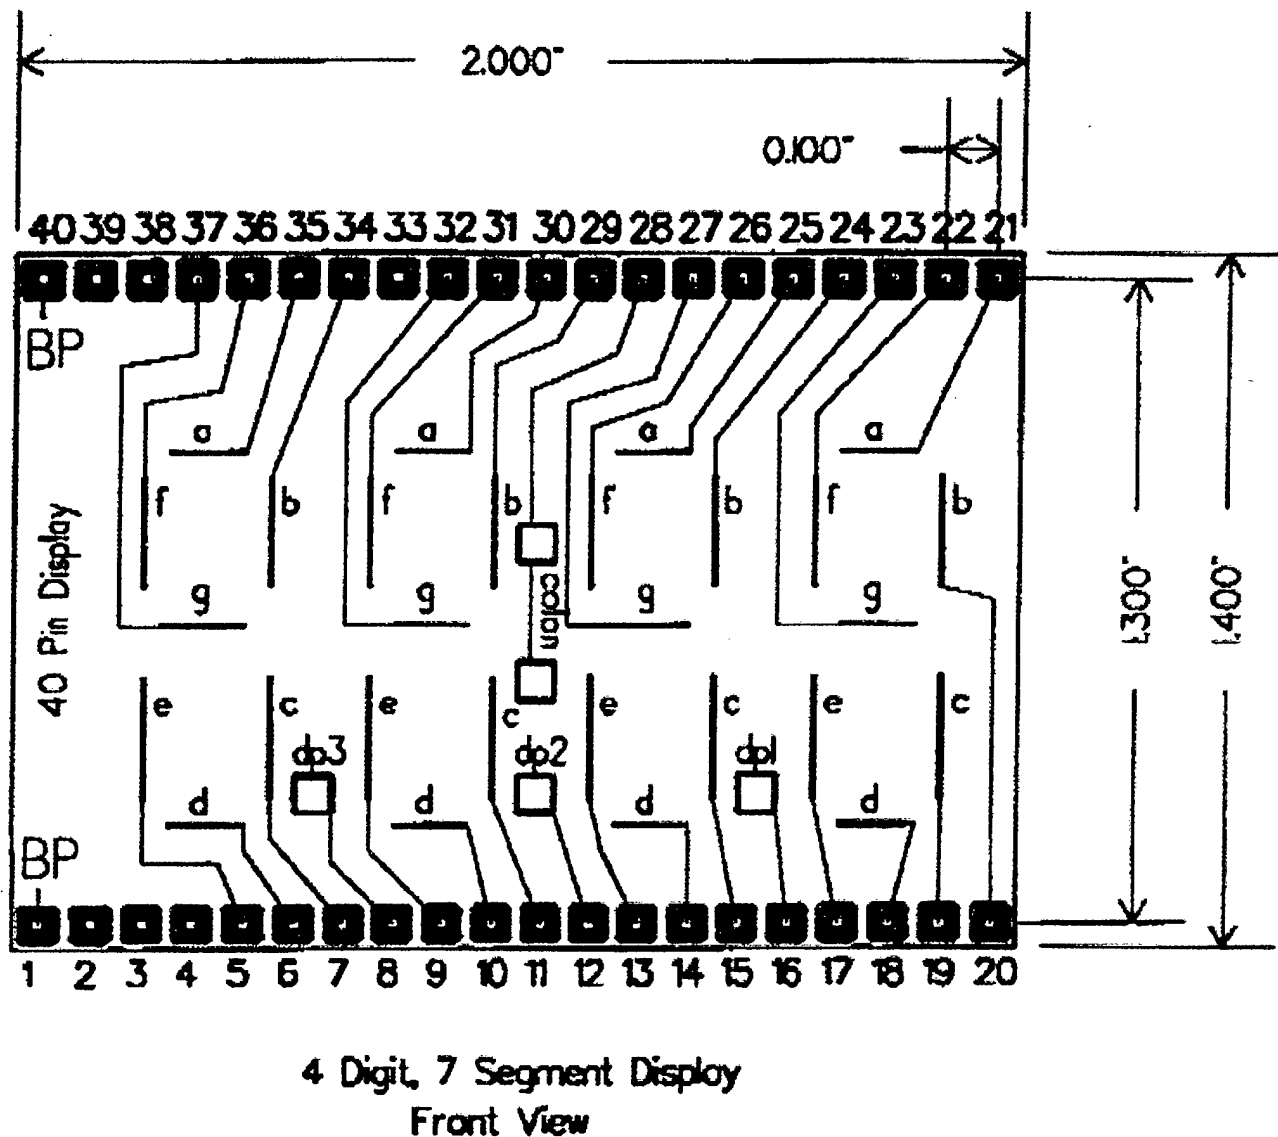 2.000"
0.100"
40 39 38 37 36 35 34 33 32 31 30 29 28 27 26 25 24 23 22 21
BP
a a a a
f b f b f b f b
40 Pin Display
colon
g g g g
1.300"
1.400"
e c e c e c e c
dp3 dp2 dp1
d d d d
BP
1 2 3 4 5 6 7 8 9 10 11 12 13 14 15 16 17 18 19 20
4 Digit, 7 Segment Display
Front View